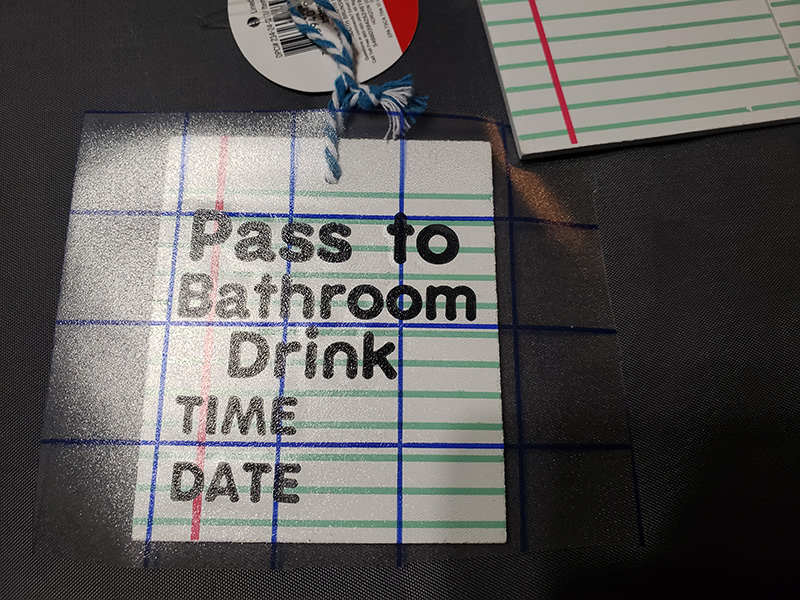 Pass to
Bathroom
Drink
TIME
DATE